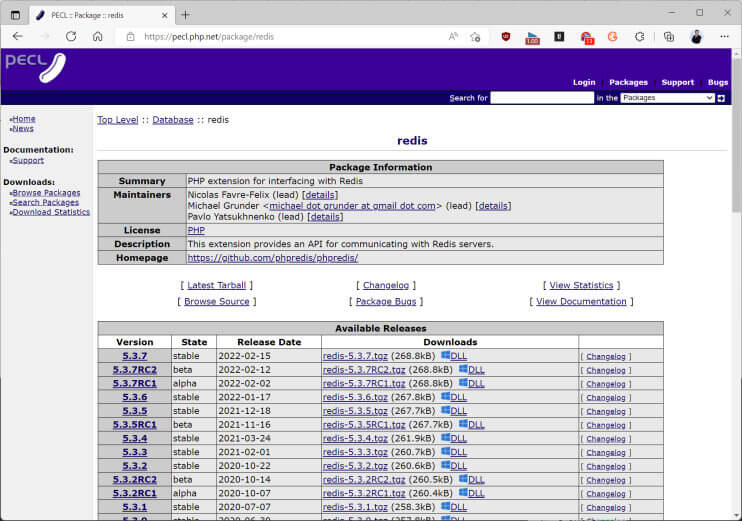 PECL :: Package :: redis
https://pecl.php.net/package/redis
PECL
Login Packages Support Bugs
Search for in the Packages
Home
News
Documentation:
Support
Downloads:
Browse Packages
Search Packages
Download Statistics
Top Level :: Database :: redis
redis
Package Information
Summary PHP extension for interfacing with Redis
Maintainers Nicolas Favre-Felix (lead) [details]
Michael Grunder <michael dot grunder at gmail dot com> (lead) [details]
Pavlo Yatsukhnenko (lead) [details]
License PHP
Description This extension provides an API for communicating with Redis servers.
Homepage https://github.com/phpredis/phpredis/
[ Latest Tarball ] [ Changelog ] [ View Statistics ]
[ Browse Source ] [ Package Bugs ] [ View Documentation ]
Available Releases
Version State Release Date Downloads
5.3.7 stable 2022-02-15 redis-5.3.7.tgz (268.8kB) DLL [ Changelog ]
5.3.7RC2 beta 2022-02-12 redis-5.3.7RC2.tgz (268.8kB) DLL [ Changelog ]
5.3.7RC1 alpha 2022-02-02 redis-5.3.7RC1.tgz (268.8kB) DLL [ Changelog ]
5.3.6 stable 2022-01-17 redis-5.3.6.tgz (267.8kB) DLL [ Changelog ]
5.3.5 stable 2021-12-18 redis-5.3.5.tgz (267.7kB) DLL [ Changelog ]
5.3.5RC1 beta 2021-11-16 redis-5.3.5RC1.tgz (267.7kB) DLL [ Changelog ]
5.3.4 stable 2021-03-24 redis-5.3.4.tgz (261.9kB) DLL [ Changelog ]
5.3.3 stable 2021-02-01 redis-5.3.3.tgz (260.7kB) DLL [ Changelog ]
5.3.2 stable 2020-10-22 redis-5.3.2.tgz (260.6kB) DLL [ Changelog ]
5.3.2RC2 beta 2020-10-14 redis-5.3.2RC2.tgz (260.5kB) DLL [ Changelog ]
5.3.2RC1 alpha 2020-10-07 redis-5.3.2RC1.tgz (260.4kB) DLL [ Changelog ]
5.3.1 stable 2020-07-07 redis-5.3.1.tgz (258.3kB) DLL [ Changelog ]